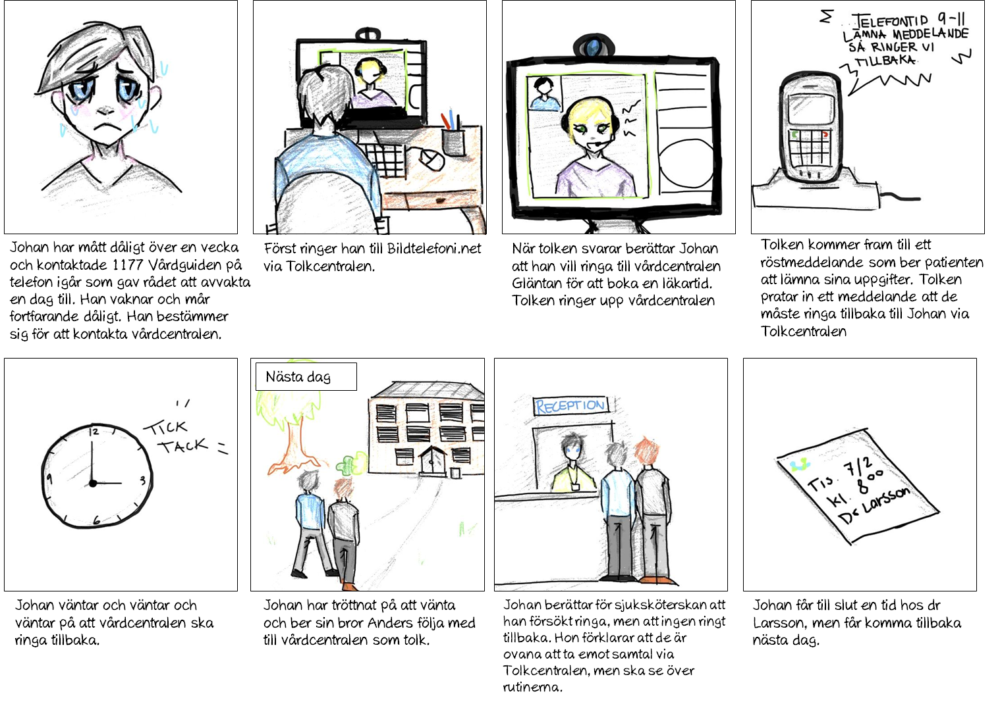 Johan har mått dåligt över en vecka
och kontaktade 1177 Vårdguiden på
telefon igår som gav rådet att avvakta
en dag till. Han vaknar och mår
fortfarande dåligt. Han bestämmer
sig för att kontakta vårdcentralen.
Först ringer han till Bildtelefoni.net
via Tolkcentralen.
När tolken svarar berättar Johan
att han vill ringa till vårdcentralen
Gläntan för att boka en läkartid.
Tolken ringer upp vårdcentralen
...TELEFONTID 9-11
LÄMNA MEDDELANDE
SÅ RINGER VI
TILLBAKA.
Tolken kommer fram till ett
röstmeddelande som ber patienten
att lämna sina uppgifter. Tolken
pratar in ett meddelande att de
måste ringa tillbaka till Johan via
Tolkcentralen
12
3
6
9
TICK
TACK
Johan väntar och väntar och
väntar på att vårdcentralen ska
ringa tillbaka.
Nästa dag
Johan har tröttnat på att vänta
och ber sin bror Anders följa med
till vårdcentralen som tolk.
RECEPTION
Johan berättar för sjuksköterskan att
han försökt ringa, men att ingen ringt
tillbaka. Hon förklarar att de är
ovana att ta emot samtal via
Tolkcentralen, men ska se över
rutinerna.
Tis. 7/2
kl. 8⁰⁰
Dr Larsson
Johan får till slut en tid hos dr
Larsson, men får komma tillbaka
nästa dag.